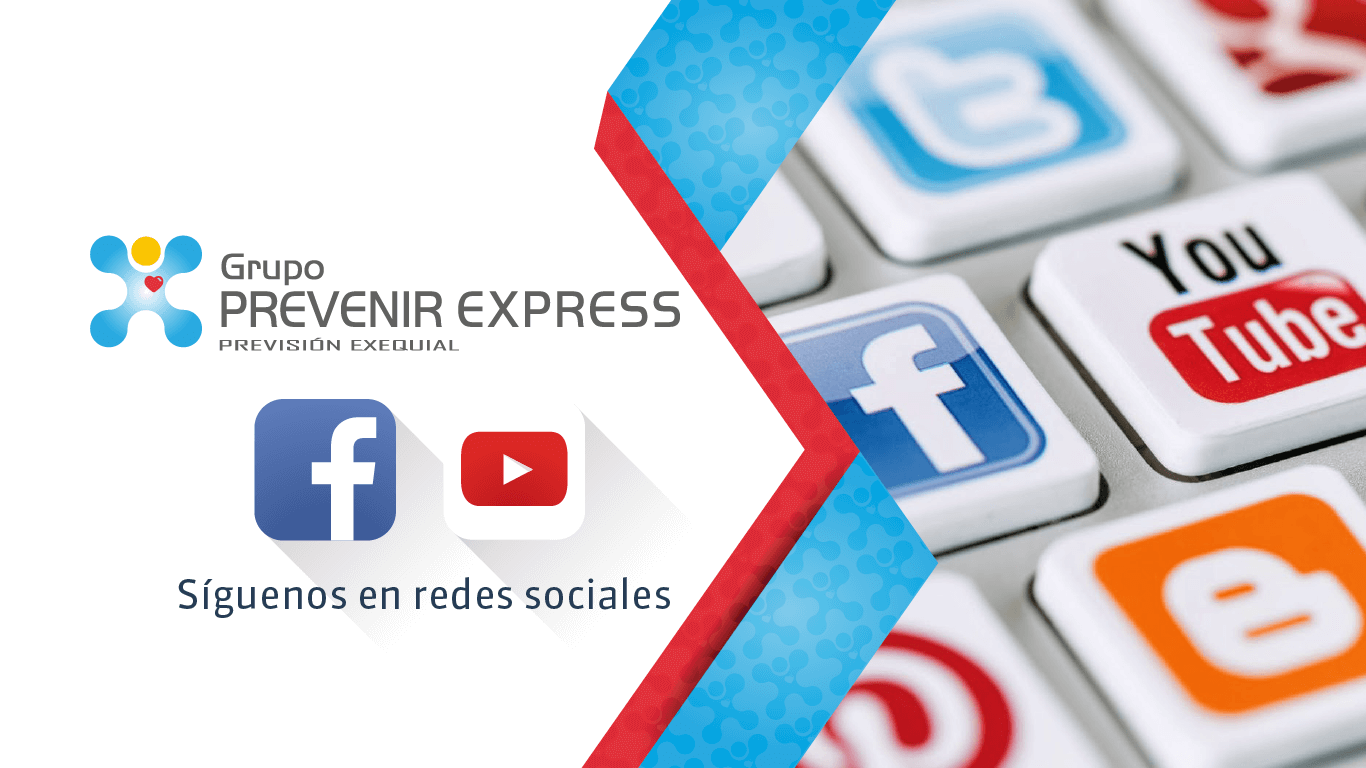 Grupo
PREVENIR EXPRESS
PREVISIÓN EXEQUIAL
Síguenos en redes sociales
You
Tube